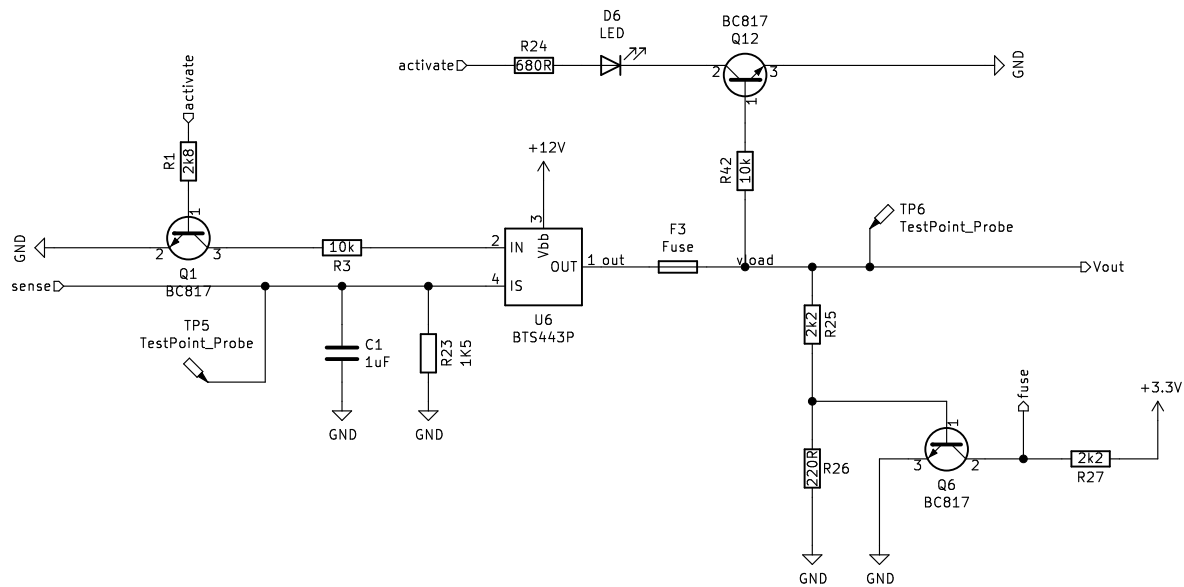 D6
LED
BC817
Q12
R24
activate
680R
2
3
GND
1
activate
R1
2k8
+12V
R42
10k
3
Vbb
1
TP6
TestPoint_Probe
F3
Fuse
GND
2
3
10k
R3
2
IN
OUT
1
out
vload
Vout
Q1
BC817
sense
4
IS
U6
BTS443P
TP5
TestPoint_Probe
C1
1uF
R23
1K5
2k2
R25
GND
GND
fuse
+3.3V
1
220R
R26
3
2
2k2
R27
Q6
BC817
GND
GND